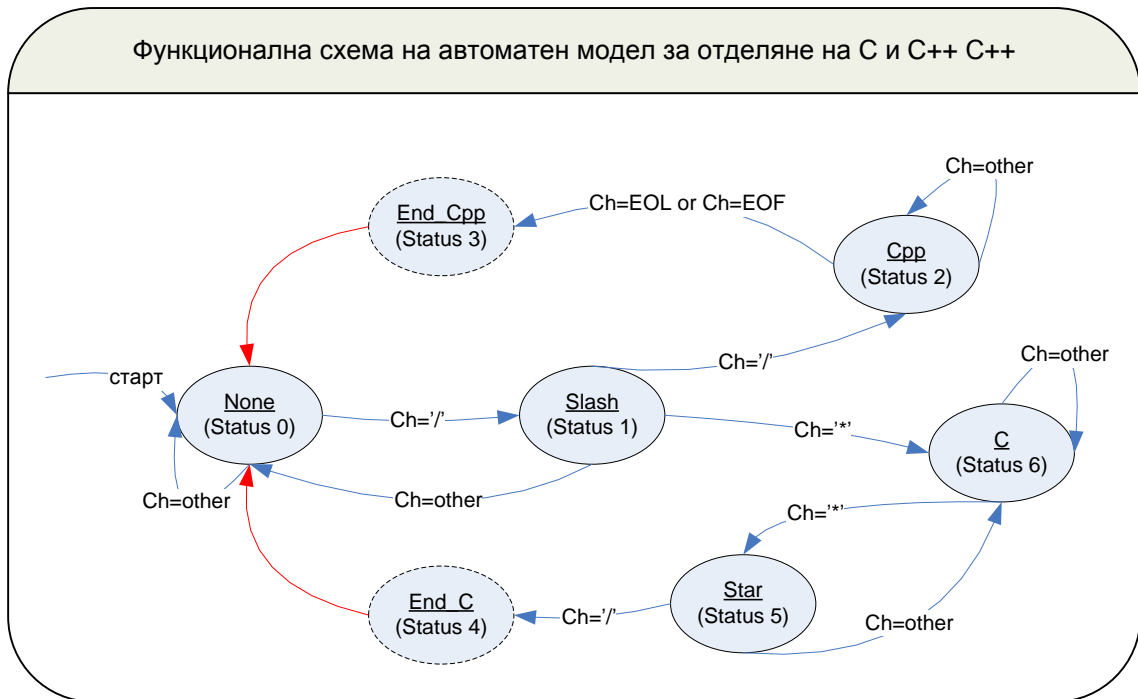 Функционална схема на автоматен модел за отделяне на C и C++ C++
Ch=other
End_Cpp
(Status 3)
Ch=EOL or Ch=EOF
Cpp
(Status 2)
старт
None
(Status 0)
Ch='/'
Slash
(Status 1)
Ch='/'
Ch=other
Ch='*'
C
(Status 6)
Ch=other
Ch=other
Ch='*'
End_C
(Status 4)
Ch='/'
Star
(Status 5)
Ch=other